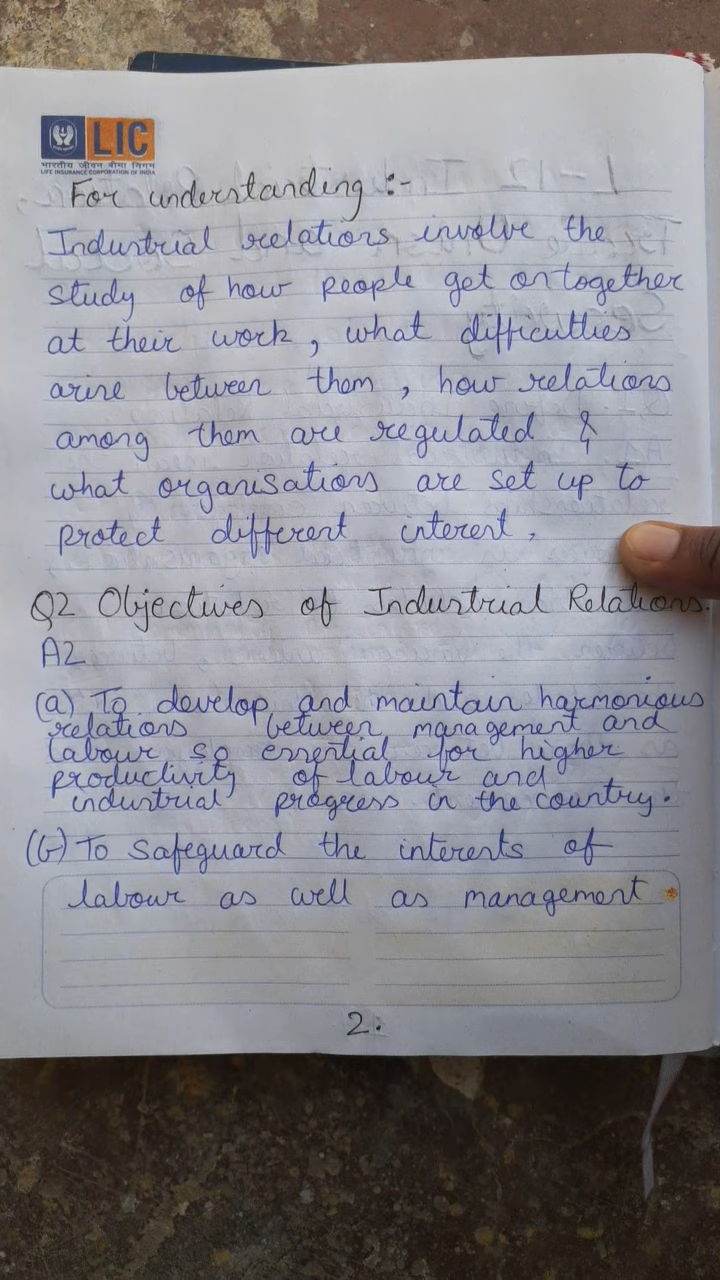 LIC
भारतीय जीवन बीमा निगम
LIFE INSURANCE CORPORATION OF INDIA
For understanding :-
Industrial relations involve the
study of how people get on together
at their work, what difficultlies
arise between them, how relations
among them are regulated &
what organisations are set up to
protect different interest.
Q2 Objectives of Industrial Relations.
A2
(a) To develop and maintain harmonious
relations between management and
labour so essential for higher
productivity of labour and
industrial progress in the country.
(b) To safeguard the interests of
labour as well as management
2.